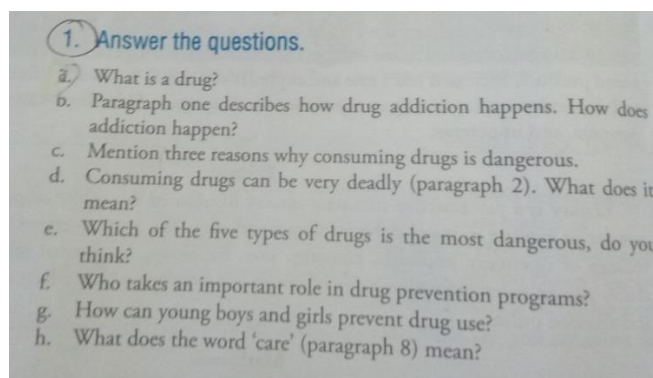 1. Answer the questions.
a. What is a drug?
b. Paragraph one describes how drug addiction happens. How does
addiction happen?
c. Mention three reasons why consuming drugs is dangerous.
d. Consuming drugs can be very deadly (paragraph 2). What does it
mean?
e. Which of the five types of drugs is the most dangerous, do you
think?
f. Who takes an important role in drug prevention programs?
g. How can young boys and girls prevent drug use?
h. What does the word 'care' (paragraph 8) mean?